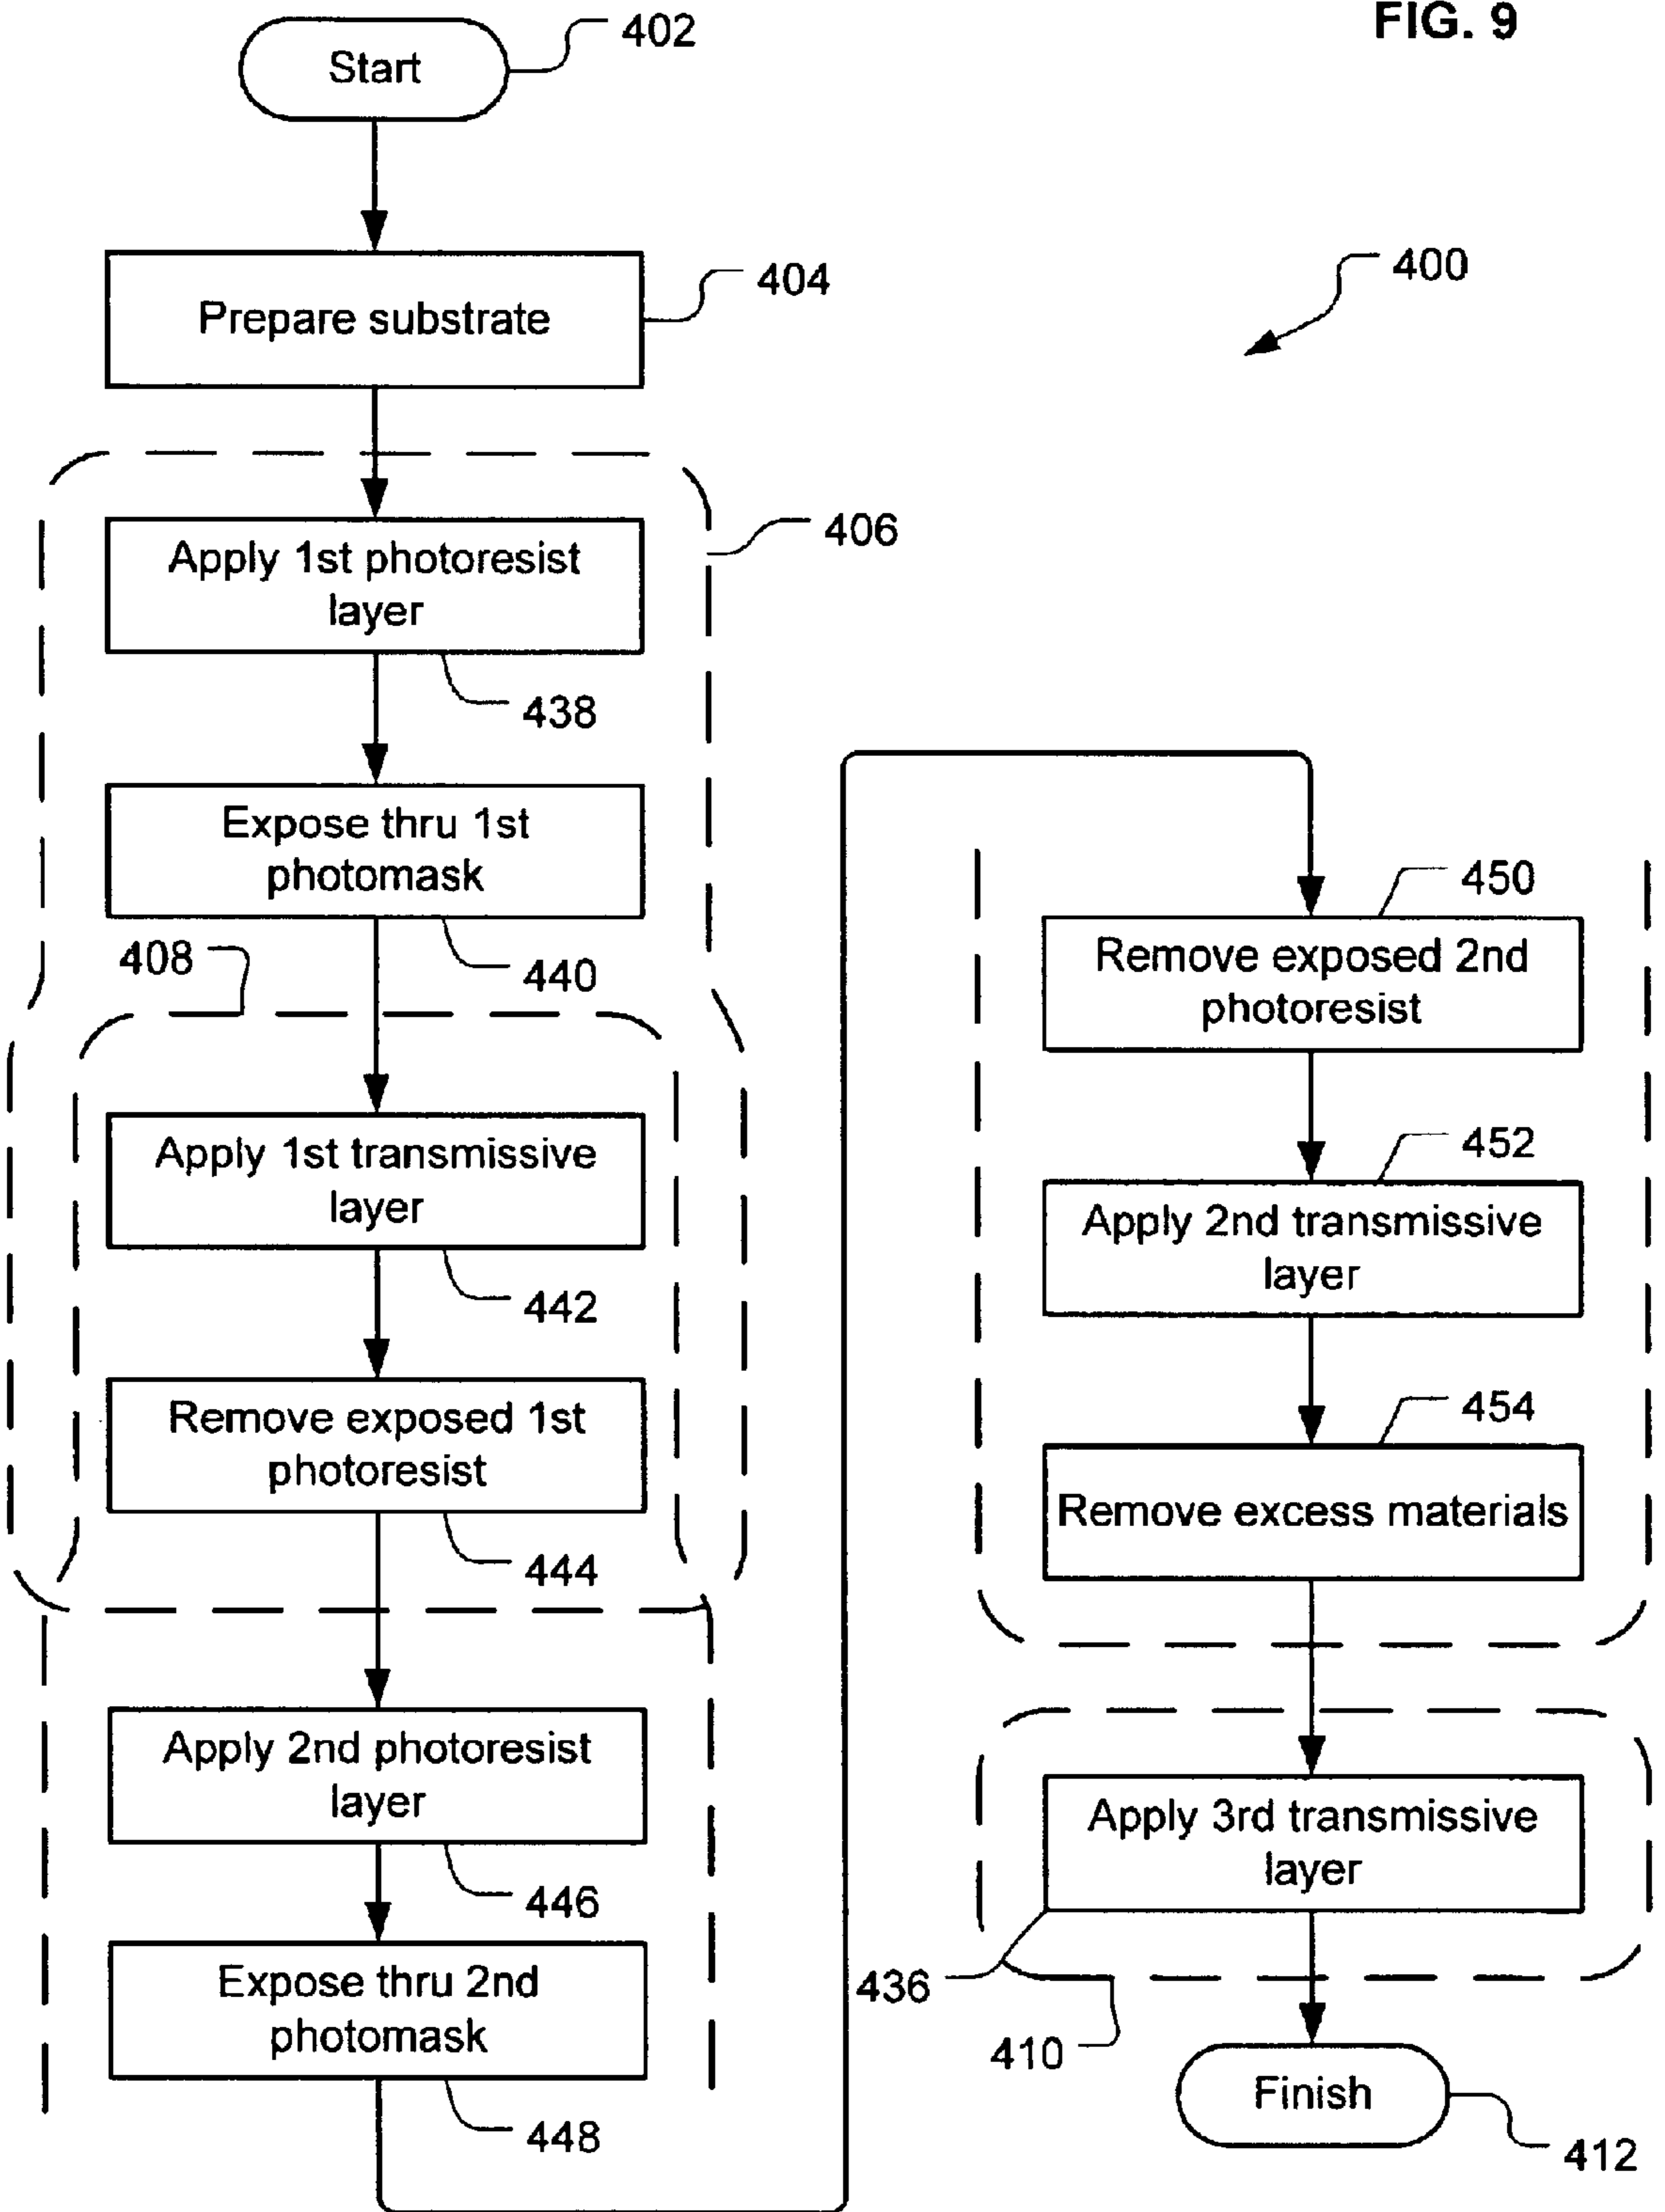 FIG. 9
Start
402
Prepare substrate
404
400
406
Apply 1st photoresist
layer
438
Expose thru 1st
photomask
440
408
Apply 1st transmissive
layer
442
Remove exposed 1st
photoresist
444
Apply 2nd photoresist
layer
446
Expose thru 2nd
photomask
448
450
Remove exposed 2nd
photoresist
452
Apply 2nd transmissive
layer
454
Remove excess materials
Apply 3rd transmissive
layer
436
410
Finish
412